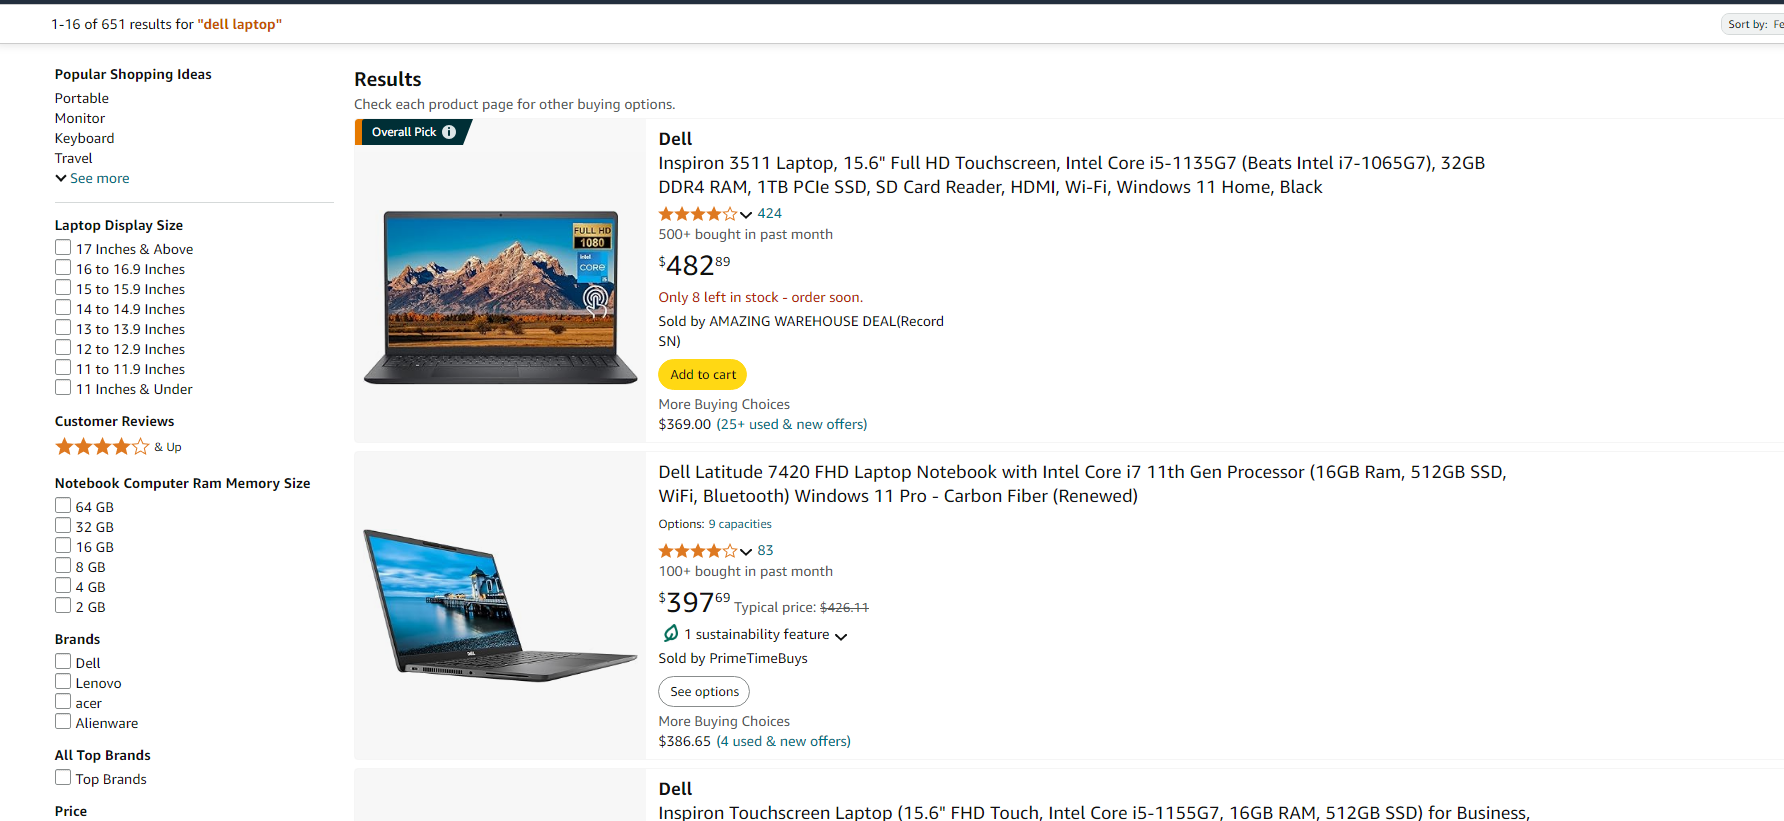 1-16 of 651 results for "dell laptop"
Sort by: Fe
Popular Shopping Ideas
Portable
Monitor
Keyboard
Travel
See more
Laptop Display Size
17 Inches & Above
16 to 16.9 Inches
15 to 15.9 Inches
14 to 14.9 Inches
13 to 13.9 Inches
12 to 12.9 Inches
11 to 11.9 Inches
11 Inches & Under
Customer Reviews
& Up
Notebook Computer Ram Memory Size
64 GB
32 GB
16 GB
8 GB
4 GB
2 GB
Brands
Dell
Lenovo
acer
Alienware
All Top Brands
Top Brands
Price
Results
Check each product page for other buying options.
Overall Pick
FULL HD
1080
intel
CORE
i5
Dell
Inspiron 3511 Laptop, 15.6" Full HD Touchscreen, Intel Core i5-1135G7 (Beats Intel i7-1065G7), 32GB
DDR4 RAM, 1TB PCIe SSD, SD Card Reader, HDMI, Wi-Fi, Windows 11 Home, Black
424
500+ bought in past month
$482 89
Only 8 left in stock - order soon.
Sold by AMAZING WAREHOUSE DEAL(Record
SN)
Add to cart
More Buying Choices
$369.00 (25+ used & new offers)
DELL
Dell Latitude 7420 FHD Laptop Notebook with Intel Core i7 11th Gen Processor (16GB Ram, 512GB SSD,
WiFi, Bluetooth) Windows 11 Pro - Carbon Fiber (Renewed)
Options: 9 capacities
83
100+ bought in past month
$397 69 Typical price: $426.11
1 sustainability feature
Sold by PrimeTimeBuys
See options
More Buying Choices
$386.65 (4 used & new offers)
Dell
Inspiron Touchscreen Laptop (15.6" FHD Touch, Intel Core i5-1155G7, 16GB RAM, 512GB SSD) for Business,